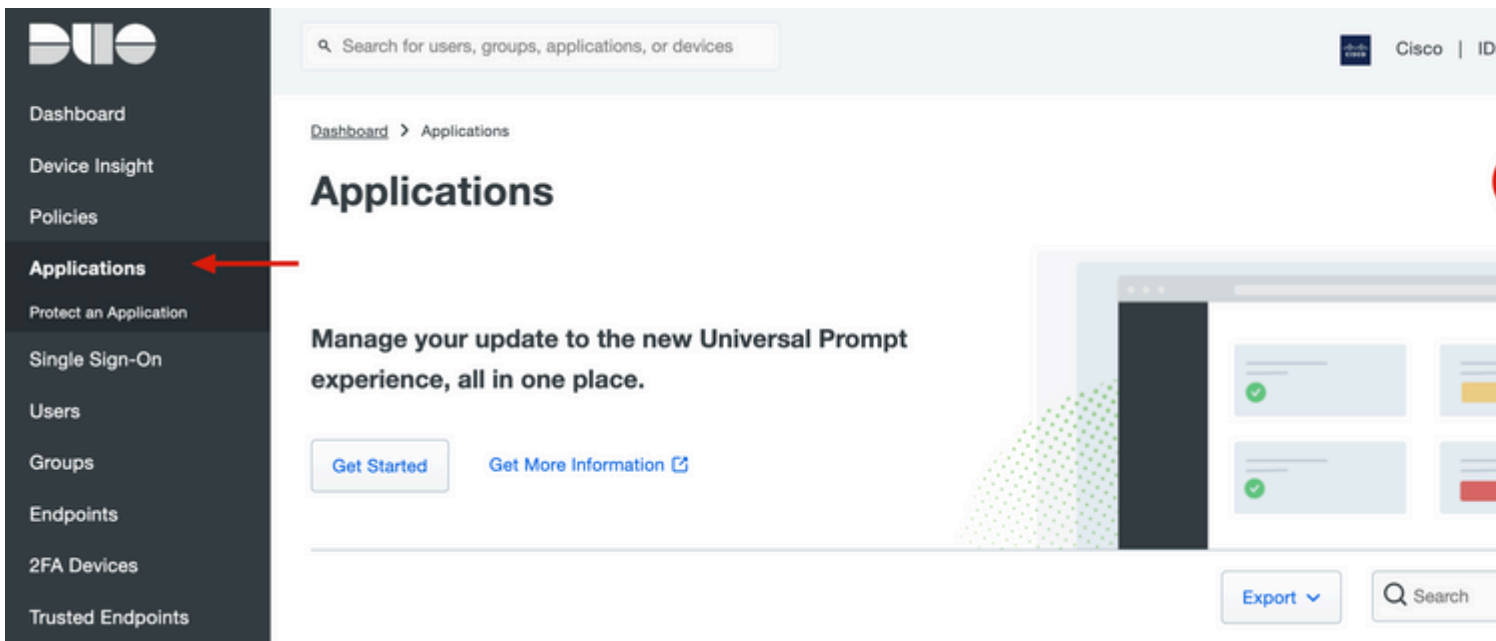 DUO
Search for users, groups, applications, or devices
Cisco | ID
Dashboard
Device Insight
Policies
Applications
Protect an Application
Single Sign-On
Users
Groups
Endpoints
2FA Devices
Trusted Endpoints
Dashboard > Applications
Applications
Manage your update to the new Universal Prompt
experience, all in one place.
Get Started
Get More Information
Export
Search